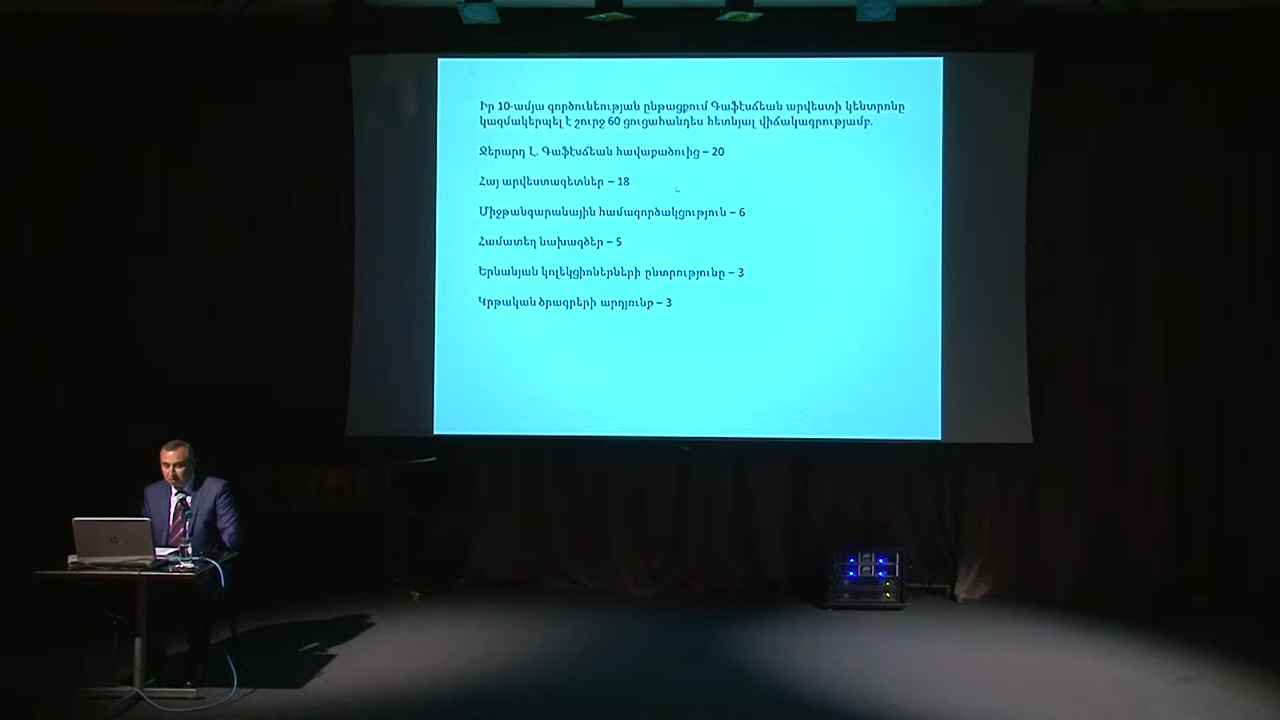 Իր 10-ամյա գործունեության ընթացքում Գաֆէսճեան արվեստի կենտրոնը
կազմակերպել է շուրջ 60 ցուցահանդես հետևյալ վիճակագրությամբ.
Ջերարդ Լ. Գաֆէսճեան հավաքածուից – 20
Հայ արվեստագետներ – 18
Միջթանգարանային համագործակցություն – 6
Համատեղ նախագծեր – 5
Երևանյան կոլեկցիոներների ընտրությունը – 3
Կրթական ծրագրերի արդյունք – 3